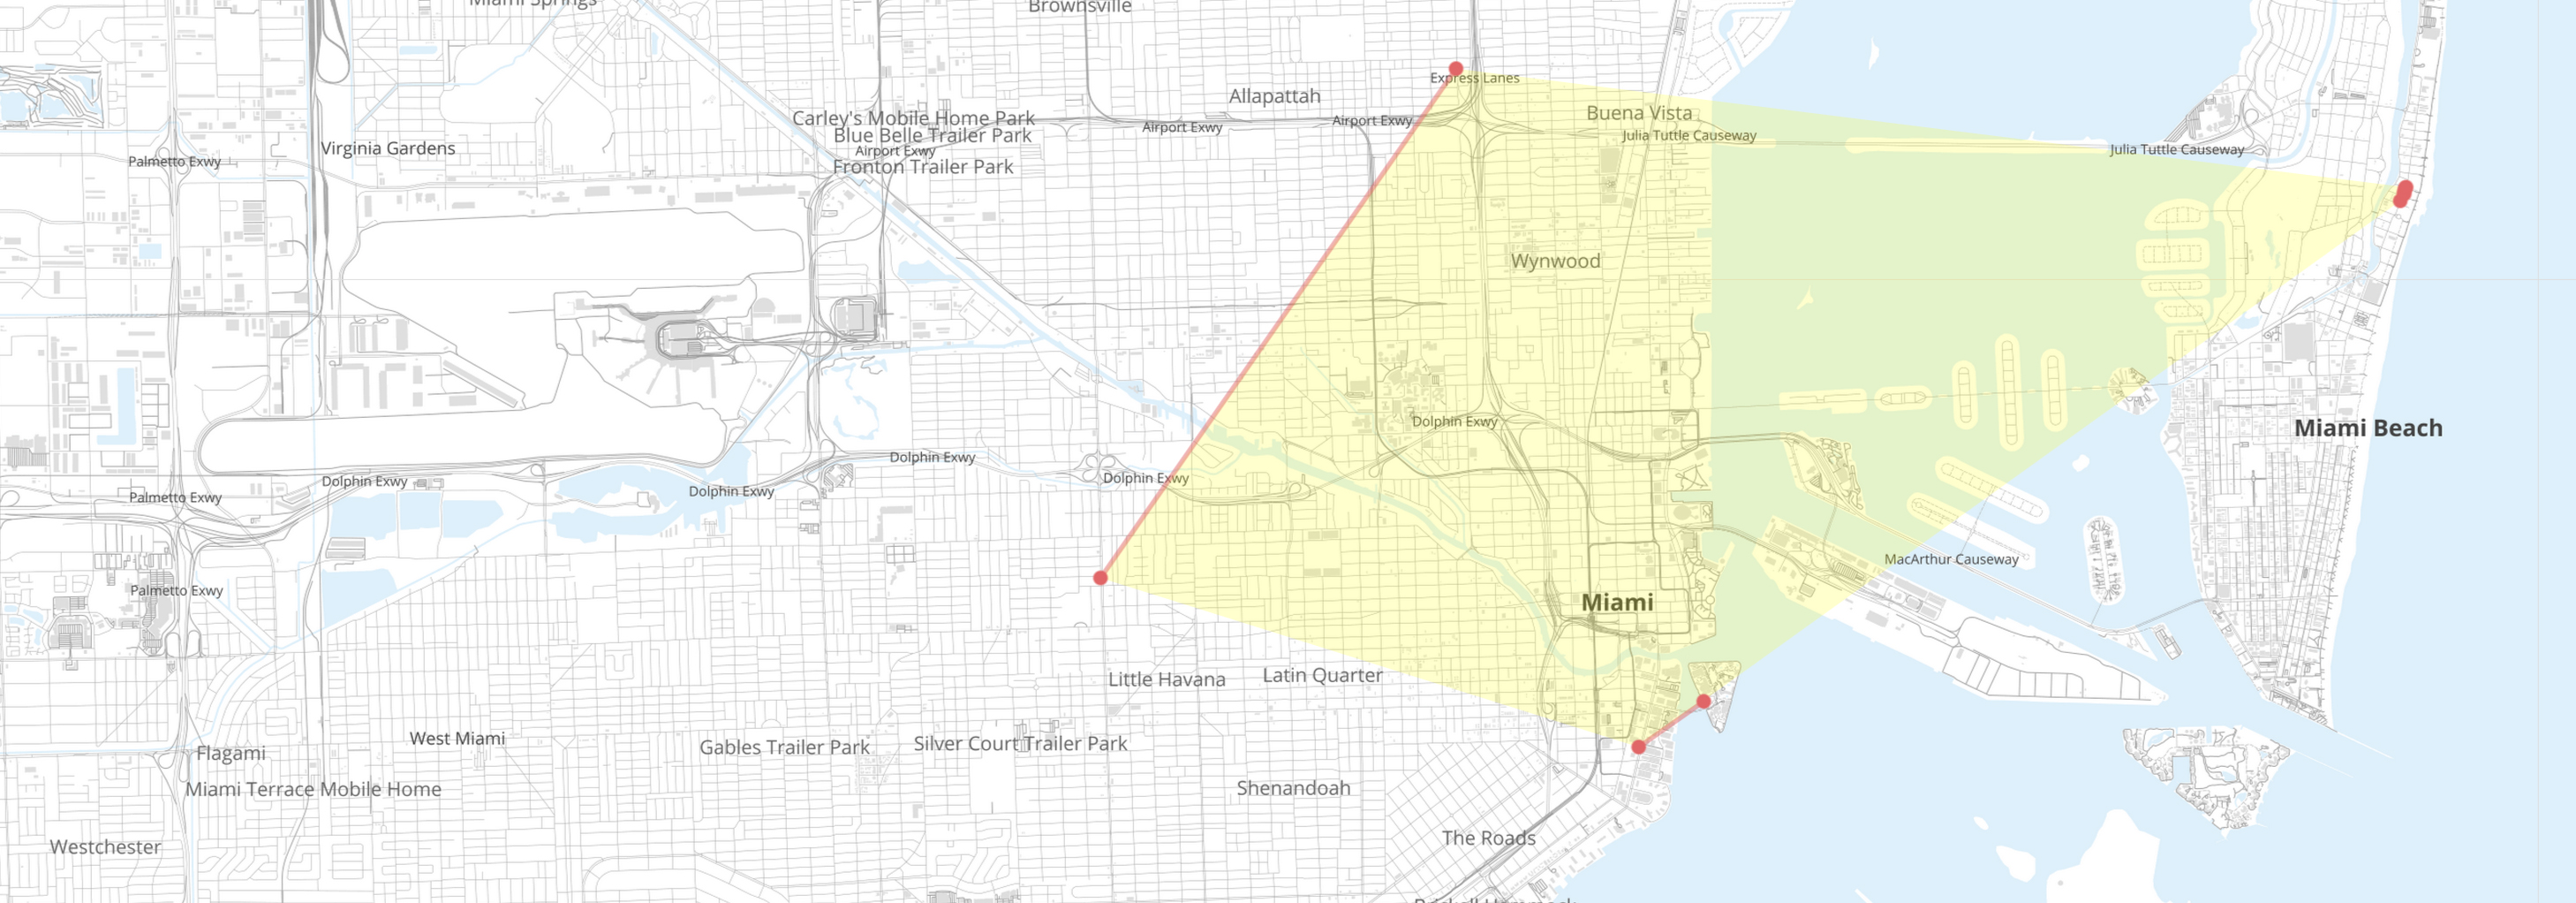 Miami Springs
Brownsville
Express Lanes
Allapattah
Carley's Mobile Home Park
Buena Vista
Airport Exwy
Airport Exwy
Blue Belle Trailer Park
Julia Tuttle Causeway
Virginia Gardens
Airport Exwy
Julia Tuttle Causeway
Palmetto Exwy
Fronton Trailer Park
Wynwood
Dolphin Exwy
Miami Beach
Dolphin Exwy
Dolphin Exwy
Dolphin Exwy
Dolphin Exwy
Palmetto Exwy
MacArthur Causeway
Palmetto Exwy
Miami
Little Havana
Latin Quarter
West Miami
Gables Trailer Park
Silver Court Trailer Park
Flagami
Miami Terrace Mobile Home
Shenandoah
The Roads
Westchester